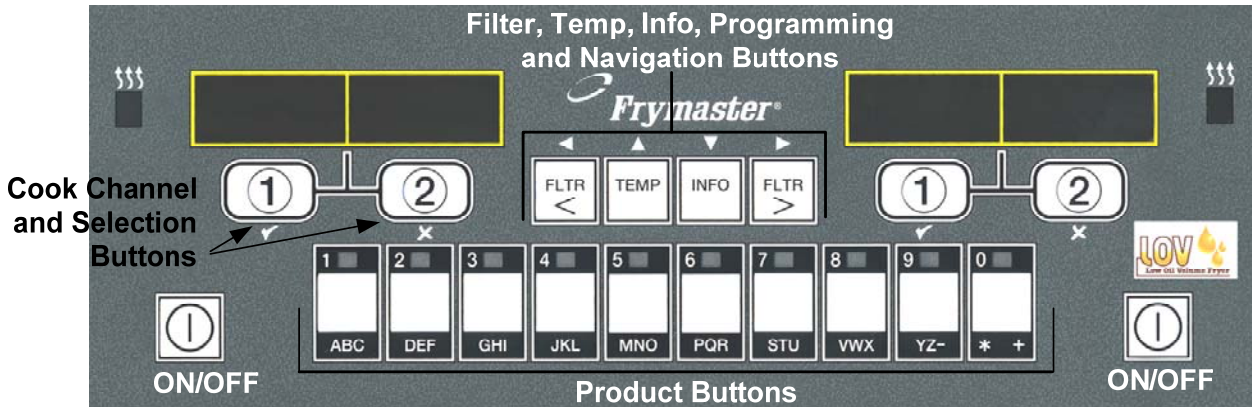 Filter, Temp, Info, Programming
and Navigation Buttons
Frymaster®
Cook Channel
and Selection
Buttons
1 2
FLTR < TEMP INFO FLTR >
1 2
LOV
Low Oil Volume Fryer
1 2 3 4 5 6 7 8 9 0
ABC DEF GHI JKL MNO PQR STU VWX YZ- * +
ON/OFF
ON/OFF
Product Buttons